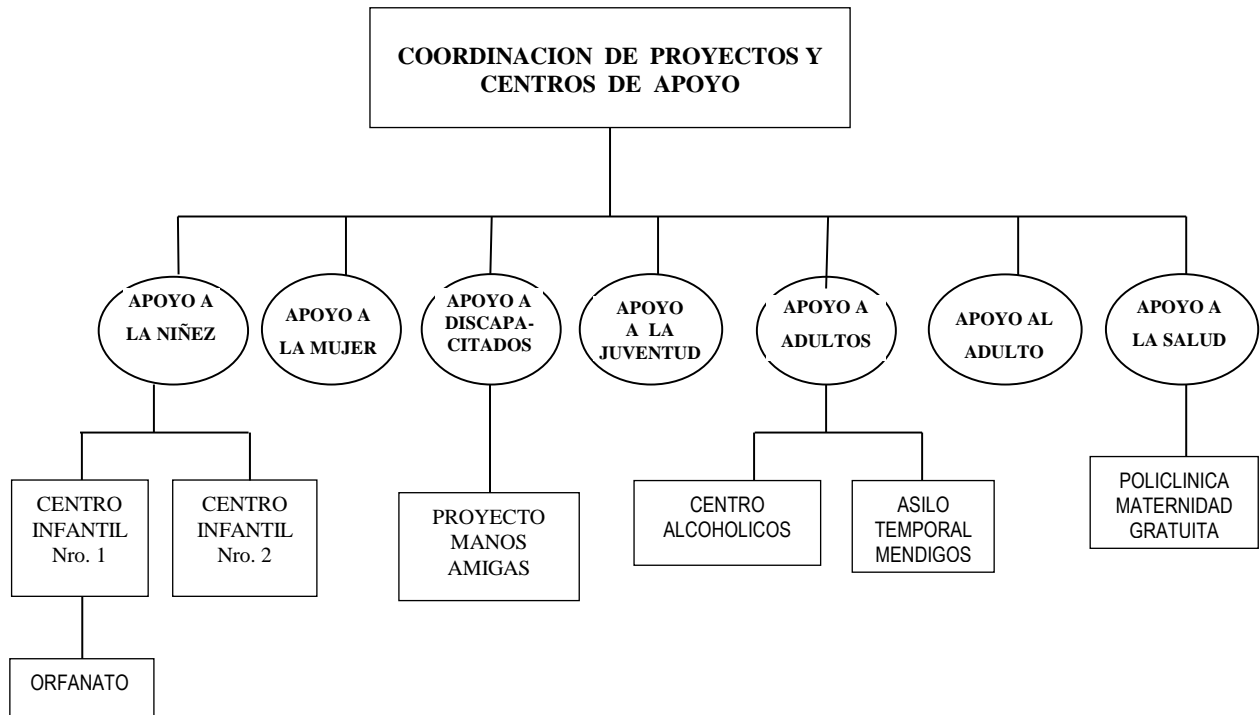 COORDINACION DE PROYECTOS Y
CENTROS DE APOYO
APOYO A
LA NIÑEZ
APOYO A
LA MUJER
APOYO A
DISCAPA-
CITADOS
APOYO
A LA
JUVENTUD
APOYO A
ADULTOS
APOYO AL
ADULTO
APOYO A
LA SALUD
CENTRO
INFANTIL
Nro. 1
CENTRO
INFANTIL
Nro. 2
PROYECTO
MANOS
AMIGAS
CENTRO
ALCOHOLICOS
ASILO
TEMPORAL
MENDIGOS
POLICLINICA
MATERNIDAD
GRATUITA
ORFANATO